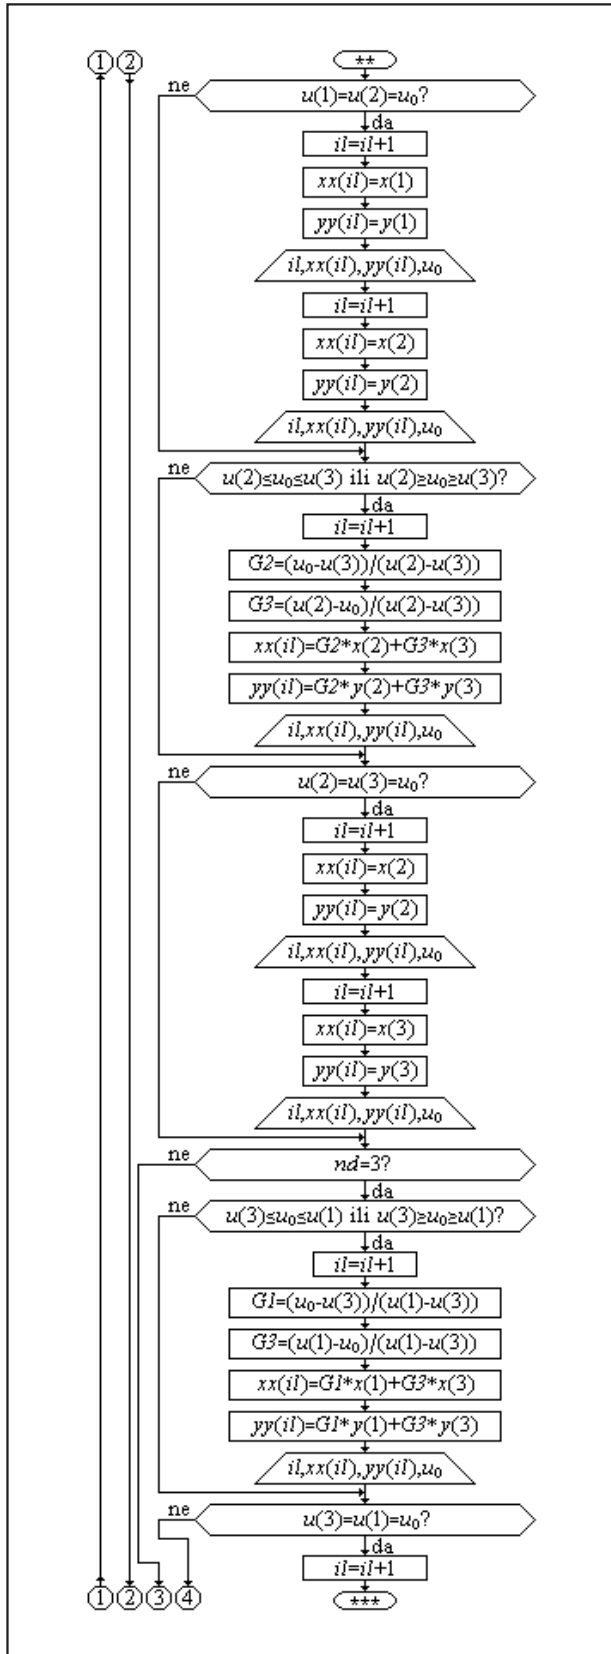 1 2 **
ne u(1)=u(2)=u₀?
da
il=il+1
xx(il)=x(1)
yy(il)=y(1)
il,xx(il),yy(il),u₀
il=il+1
xx(il)=x(2)
yy(il)=y(2)
il,xx(il),yy(il),u₀
ne u(2)≤u₀≤u(3) ili u(2)≥u₀≥u(3)?
da
il=il+1
G2=(u₀-u(3))/(u(2)-u(3))
G3=(u(2)-u₀)/(u(2)-u(3))
xx(il)=G2*x(2)+G3*x(3)
yy(il)=G2*y(2)+G3*y(3)
il,xx(il),yy(il),u₀
ne u(2)=u(3)=u₀?
da
il=il+1
xx(il)=x(2)
yy(il)=y(2)
il,xx(il),yy(il),u₀
il=il+1
xx(il)=x(3)
yy(il)=y(3)
il,xx(il),yy(il),u₀
ne nd=3?
da
ne u(3)≤u₀≤u(1) ili u(3)≥u₀≥u(1)?
da
il=il+1
G1=(u₀-u(3))/(u(1)-u(3))
G3=(u(1)-u₀)/(u(1)-u(3))
xx(il)=G1*x(1)+G3*x(3)
yy(il)=G1*y(1)+G3*y(3)
il,xx(il),yy(il),u₀
ne u(3)=u(1)=u₀?
da
il=il+1
1 2 3 4 ***